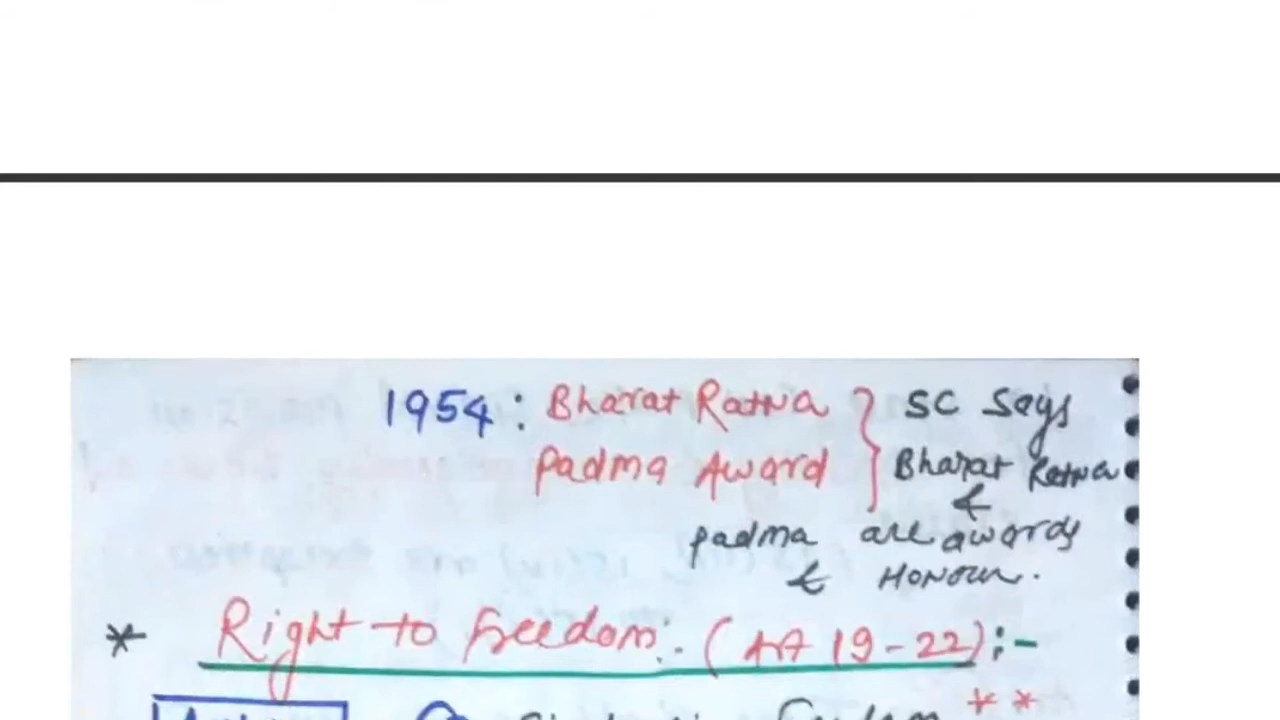 1954: Bharat Ratna } SC Says
Padma Award } Bharat Ratna
&
padma are awards
& Honour.
* Right to Freedom:- (Art 19-22):-
**